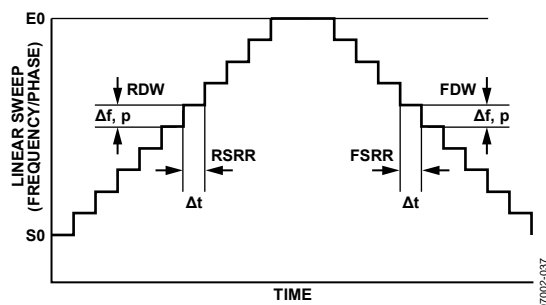 E0
RDW
FDW
Δf, p
Δf, p
LINEAR SWEEP
(FREQUENCY/PHASE)
RSRR
FSRR
Δt
Δt
S0
TIME
07002-037